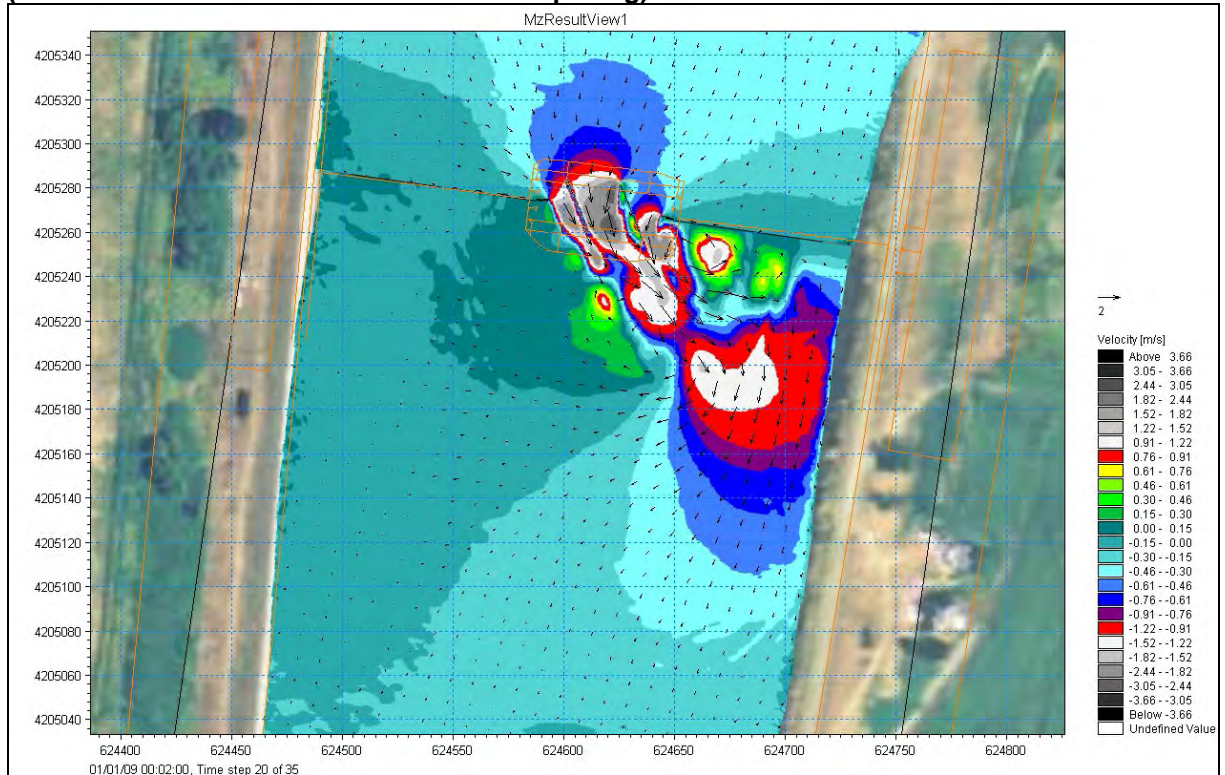 MzResultView1
4205340
4205320
4205300
4205280
4205260
4205240
4205220
4205200
4205180
4205160
4205140
4205120
4205100
4205080
4205060
4205040
624400 624450 624500 624550 624600 624650 624700 624750 624800
01/01/09 00:02:00, Time step 20 of 35
2
Velocity [m/s]
Above 3.66
3.05 - 3.66
2.44 - 3.05
1.82 - 2.44
1.52 - 1.82
1.22 - 1.52
0.91 - 1.22
0.76 - 0.91
0.61 - 0.76
0.46 - 0.61
0.30 - 0.46
0.15 - 0.30
0.00 - 0.15
-0.15 - 0.00
-0.30 - -0.15
-0.46 - -0.30
-0.61 - -0.46
-0.76 - -0.61
-0.91 - -0.76
-1.22 - -0.91
-1.52 - -1.22
-1.82 - -1.52
-2.44 - -1.82
-3.05 - -2.44
-3.66 - -3.05
Below -3.66
Undefined Value